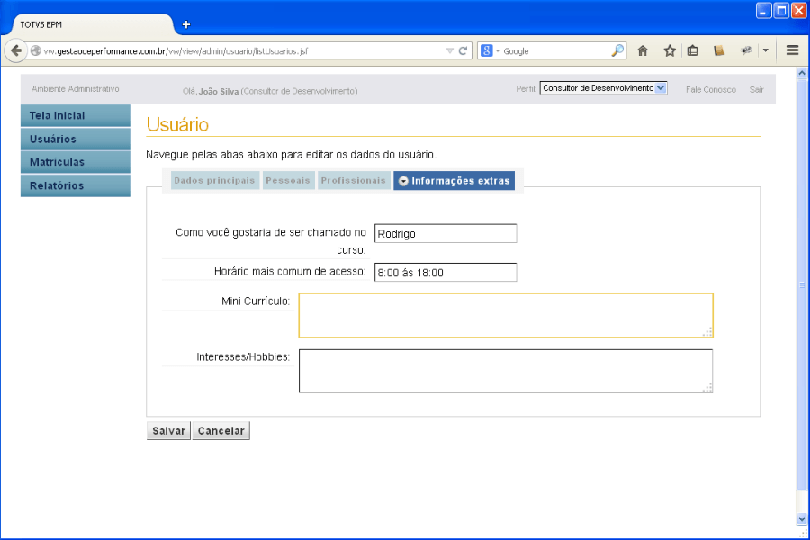 TOTVS EPM
vw.gestaodeperformance.com.br/vw/view/admin/usuario/listUsuarios.jsf
Google
Ambiente Administrativo
Olá, João Silva (Consultor de Desenvolvimento)
Perfil: Consultor de Desenvolvimento
Fale Conosco
Sair
Tela Inicial
Usuários
Matrículas
Relatórios
Usuário
Navegue pelas abas abaixo para editar os dados do usuário.
Dados principais
Pessoais
Profissionais
Informações extras
Como você gostaria de ser chamado no
curso:
Rodrigo
Horário mais comum de acesso:
8:00 ás 18:00
Mini Currículo:
Interesses/Hobbies:
Salvar
Cancelar